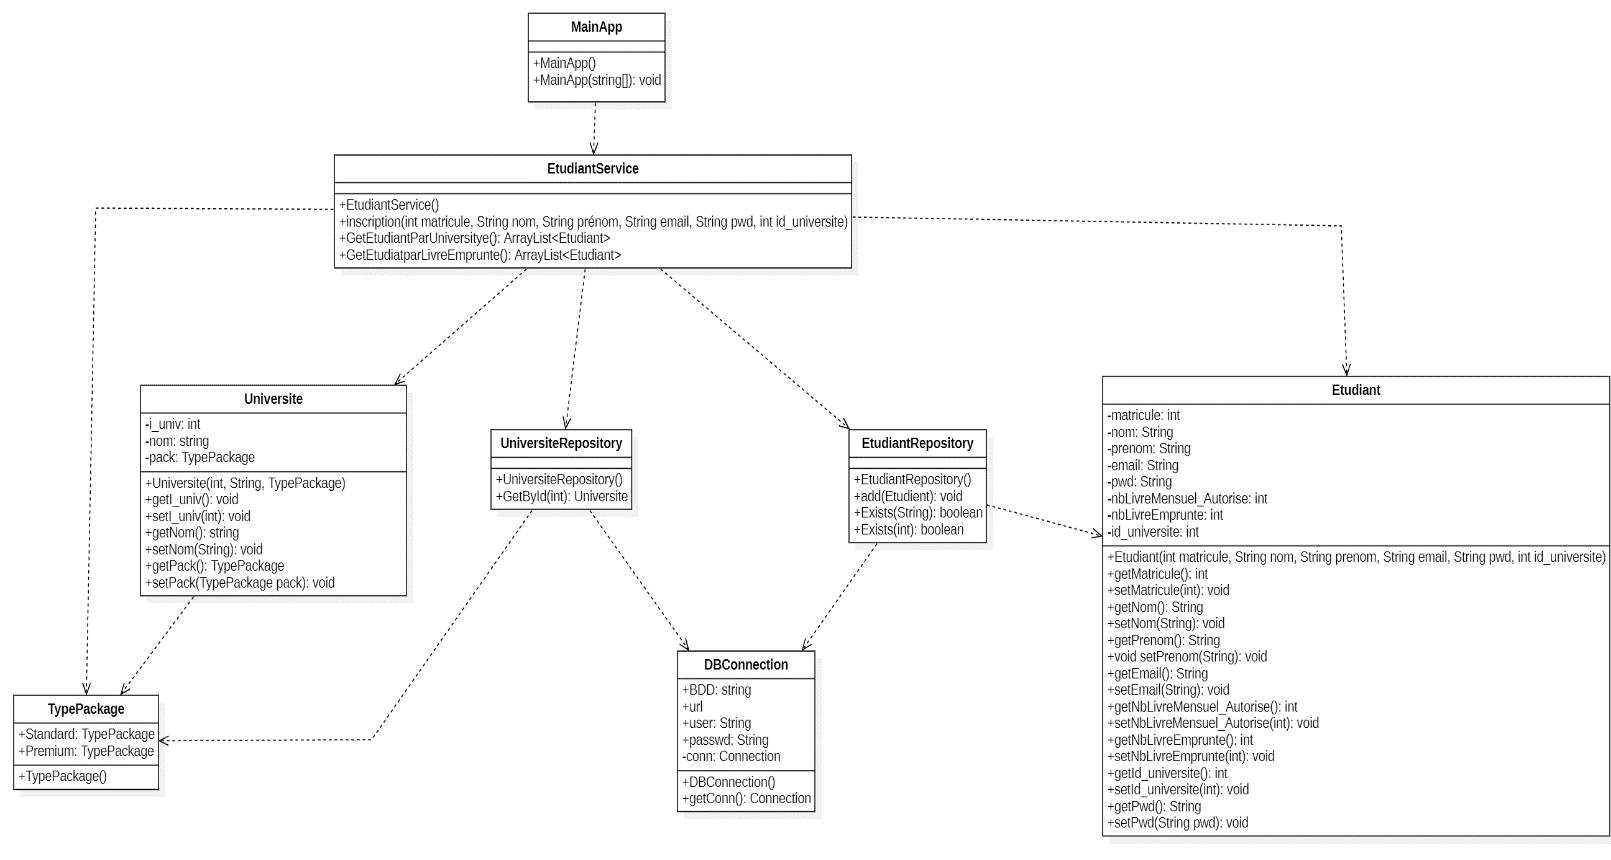 MainApp
+MainApp()
+MainApp(string[]): void
EtudiantService
+EtudiantService()
+inscription(int matricule, String nom, String prénom, String email, String pwd, int id_universite)
+GetEtudiantParUniversitye(): ArrayList<Etudiant>
+GetEtudiatparLivreEmprunte(): ArrayList<Etudiant>
Universite
-i_univ: int
-nom: string
-pack: TypePackage
+Universite(int, String, TypePackage)
+getI_univ(): void
+setI_univ(int): void
+getNom(): string
+setNom(String): void
+getPack(): TypePackage
+setPack(TypePackage pack): void
UniversiteRepository
+UniversiteRepository()
+GetById(int): Universite
EtudiantRepository
+EtudiantRepository()
+add(Etudient): void
+Exists(String): boolean
+Exists(int): boolean
Etudiant
-matricule: int
-nom: String
-prenom: String
-email: String
-pwd: String
-nbLivreMensuel_Autorise: int
-nbLivreEmprunte: int
-id_universite: int
+Etudiant(int matricule, String nom, String prenom, String email, String pwd, int id_universite)
+getMatricule(): int
+setMatricule(int): void
+getNom(): String
+setNom(String): void
+getPrenom(): String
+void setPrenom(String): void
+getEmail(): String
+setEmail(String): void
+getNbLivreMensuel_Autorise(): int
+setNbLivreMensuel_Autorise(int): void
+getNbLivreEmprunte(): int
+setNbLivreEmprunte(int): void
+getId_universite(): int
+setId_universite(int): void
+getPwd(): String
+setPwd(String pwd): void
TypePackage
+Standard: TypePackage
+Premium: TypePackage
+TypePackage()
DBConnection
+BDD: string
+url
+user: String
+passwd: String
-conn: Connection
+DBConnection()
+getConn(): Connection